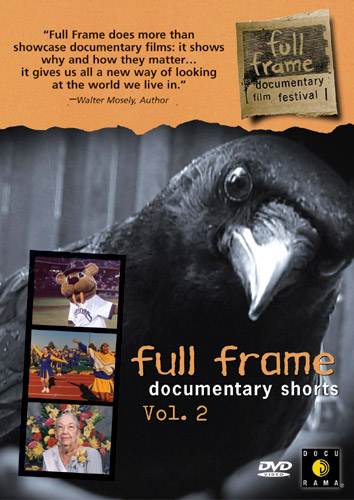 “Full Frame does more than
showcase documentary films: it shows
why and how they matter…
it gives us all a new way of looking
at the world we live in.”
—Walter Mosely, Author
full
frame
documentary
film festival
full frame
documentary shorts
Vol. 2
DVD
VIDEO
DOCU
RAMA®